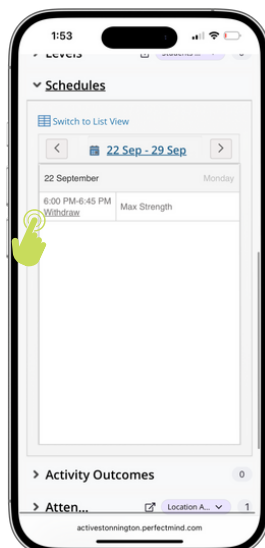 1:53
Levels
Students...
Schedules
Switch to List View
22 Sep - 29 Sep
22 September
Monday
6:00 PM-6:45 PM
Withdraw
Max Strength
Activity Outcomes
0
Atten...
Location A...
1
activestonnington.perfectmind.com